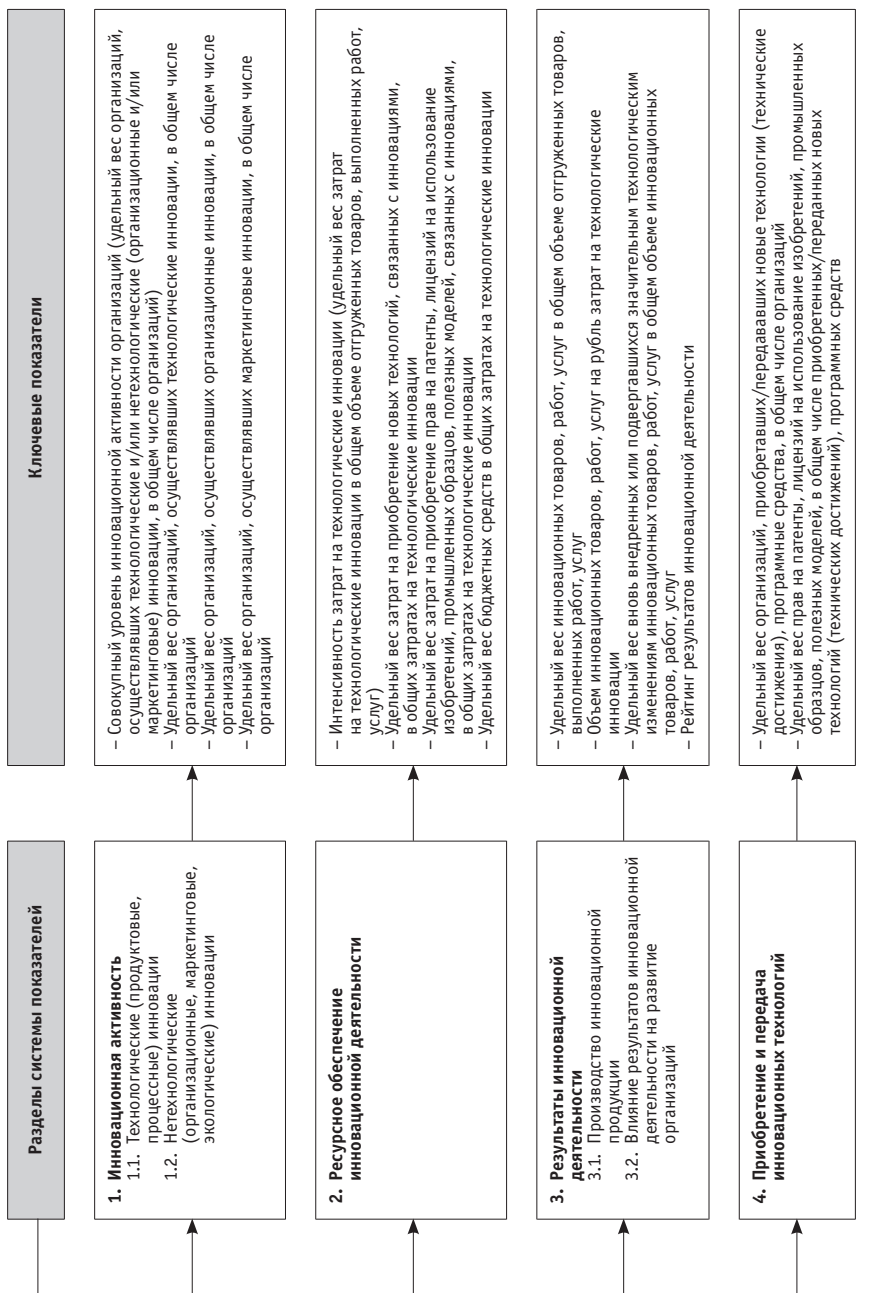 Разделы системы показателей
Ключевые показатели
1. Инновационная активность
1.1. Технологические (продуктовые,
процессные) инновации
1.2. Нетехнологические
(организационные, маркетинговые,
экологические) инновации
– Совокупный уровень инновационной активности организаций (удельный вес организаций,
осуществлявших технологические и/или нетехнологические (организационные и/или
маркетинговые) инновации, в общем числе организаций)
– Удельный вес организаций, осуществлявших технологические инновации, в общем числе
организаций
– Удельный вес организаций, осуществлявших организационные инновации, в общем числе
организаций
– Удельный вес организаций, осуществлявших маркетинговые инновации, в общем числе
организаций
2. Ресурсное обеспечение
инновационной деятельности
– Интенсивность затрат на технологические инновации (удельный вес затрат
на технологические инновации в общем объеме отгруженных товаров, выполненных работ,
услуг)
– Удельный вес затрат на приобретение новых технологий, связанных с инновациями,
в общих затратах на технологические инновации
– Удельный вес затрат на приобретение прав на патенты, лицензий на использование
изобретений, промышленных образцов, полезных моделей, связанных с инновациями,
в общих затратах на технологические инновации
– Удельный вес бюджетных средств в общих затратах на технологические инновации
3. Результаты инновационной
деятельности
3.1. Производство инновационной
продукции
3.2. Влияние результатов инновационной
деятельности на развитие
организаций
– Удельный вес инновационных товаров, работ, услуг в общем объеме отгруженных товаров,
выполненных работ, услуг
– Объем инновационных товаров, работ, услуг на рубль затрат на технологические
инновации
– Удельный вес вновь внедренных или подвергавшихся значительным технологическим
изменениям инновационных товаров, работ, услуг в общем объеме инновационных
товаров, работ, услуг
– Рейтинг результатов инновационной деятельности
4. Приобретение и передача
инновационных технологий
– Удельный вес организаций, приобретавших/передававших новые технологии (технические
достижения), программные средства, в общем числе организаций
– Удельный вес прав на патенты, лицензий на использование изобретений, промышленных
образцов, полезных моделей, в общем числе приобретенных/переданных новых
технологий (технических достижений), программных средств